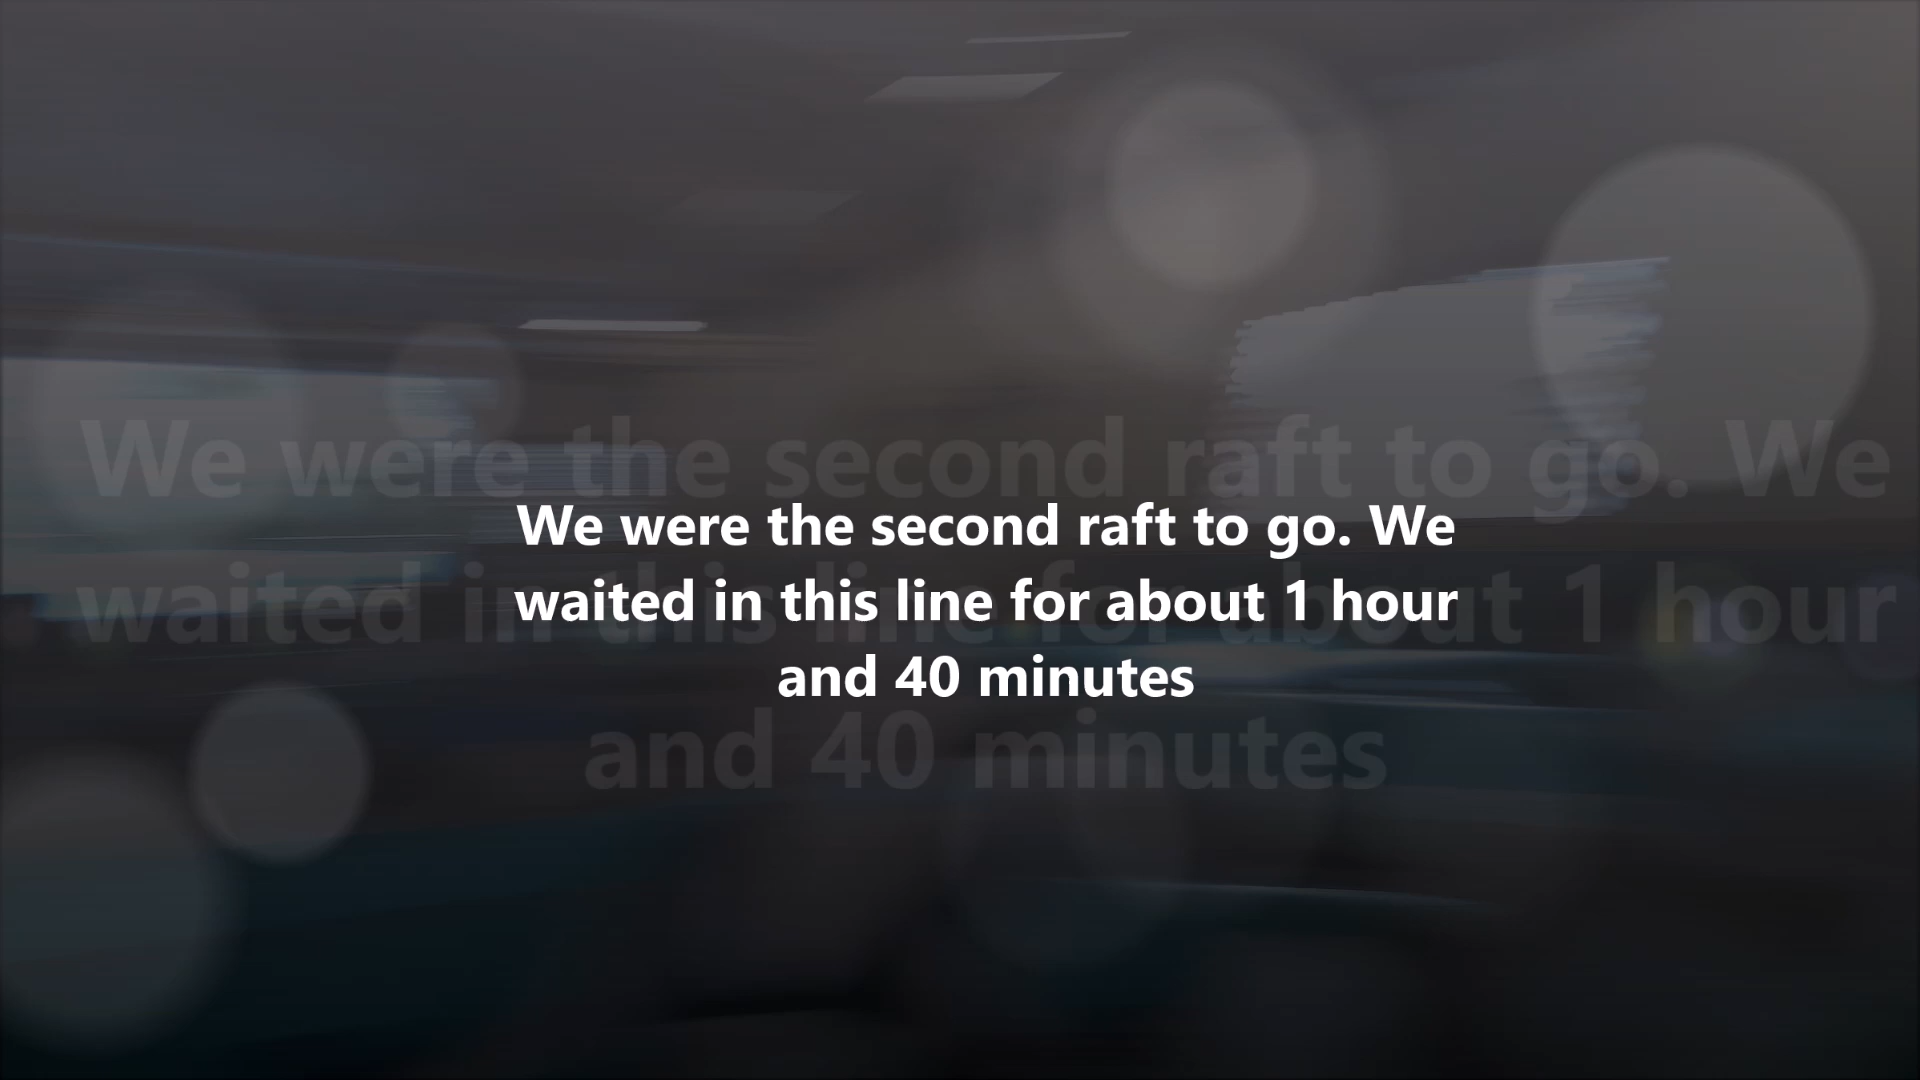 We were the second raft to go. We
waited in this line for about 1 hour
and 40 minutes